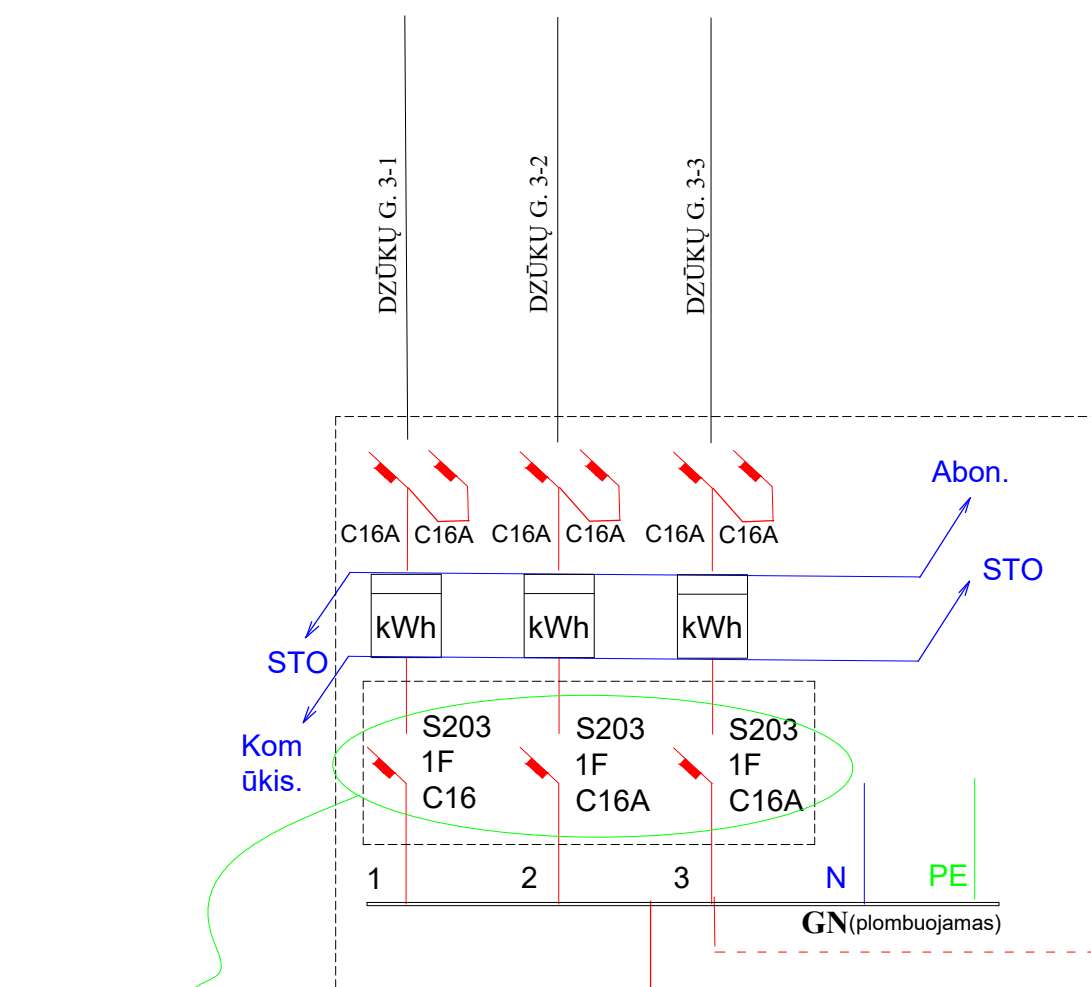 DZŪKŲ G. 3-1
DZŪKŲ G. 3-2
DZŪKŲ G. 3-3
Abon.
C16A C16A C16A C16A C16A C16A
STO
kWh kWh kWh
STO
Kom
ūkis.
S203
1F
C16
S203
1F
C16A
S203
1F
C16A
1 2 3 N PE
GN(plombuojamas)